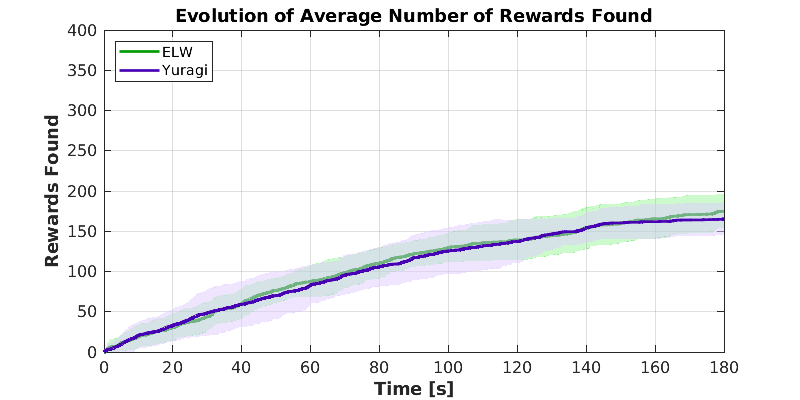 Evolution of Average Number of Rewards Found
400
350
300
250
200
150
100
50
0
Rewards Found
ELW
Yuragi
0 20 40 60 80 100 120 140 160 180
Time [s]